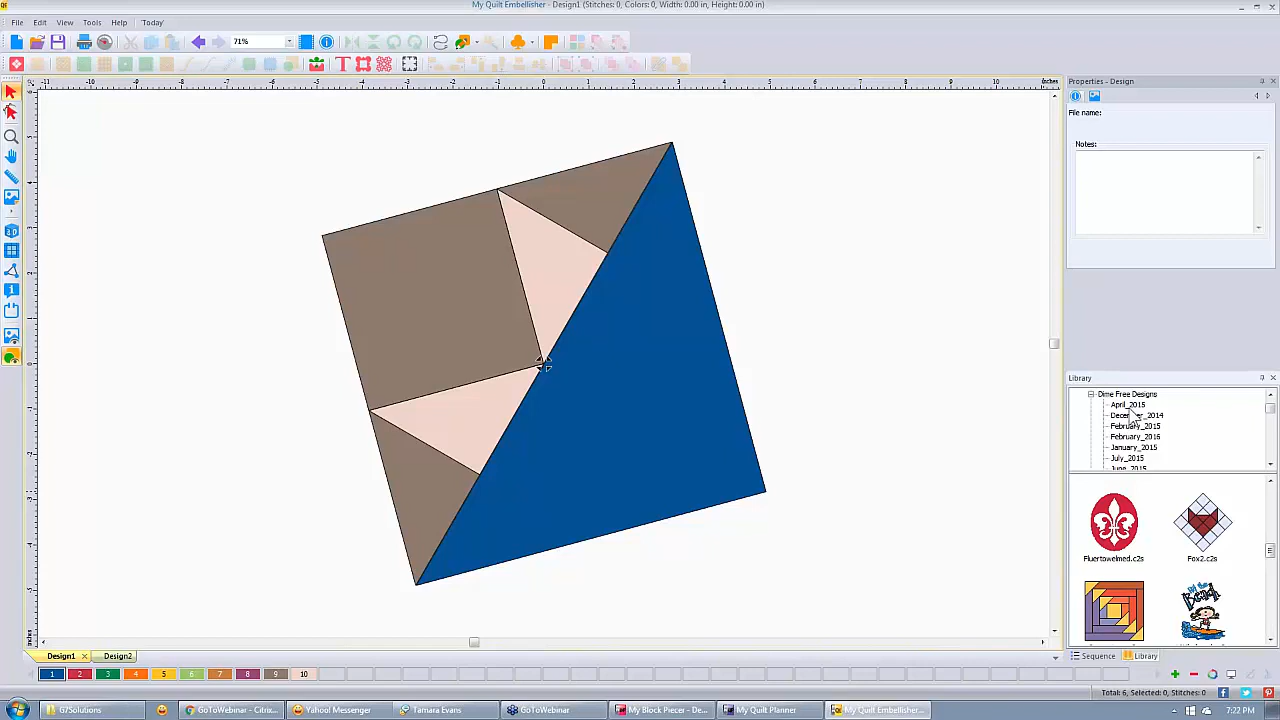 My Quilt Embellisher - Design1 (Stitches: 0, Colors: 0, Width: 0.00 in, Height: 0.00 in)
File Edit View Tools Help Today
71%
Properties - Design
File name:
Notes:
Library
Dime Free Designs
April_2015
December_2014
February_2015
February_2016
January_2015
July_2015
June_2015
Fluertowelmed.c2s
Fox2.c2s
Design1 Design2
Sequence Library
1 2 3 4 5 6 7 8 9 10
Total: 6, Selected: 0, Stitches: 0
G7Solutions
GoToWebinar - Citrix...
Yahoo! Messenger
Tamara Evans
GoToWebinar
My Block Piecer - De...
My Quilt Planner
My Quilt Embellisher...
7:22 PM